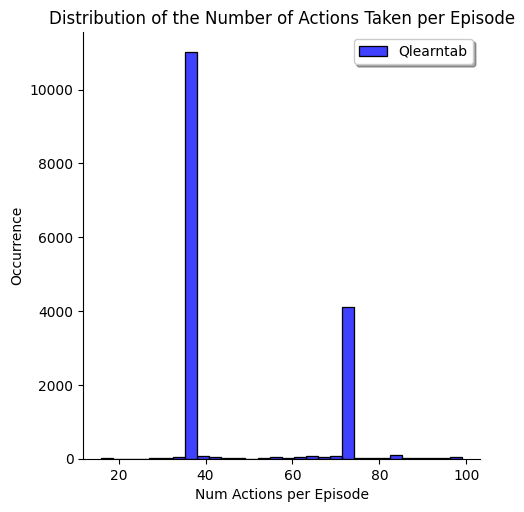 Distribution of the Number of Actions Taken per Episode
Qlearntab
10000
8000
6000
4000
2000
0
Occurrence
20 40 60 80 100
Num Actions per Episode